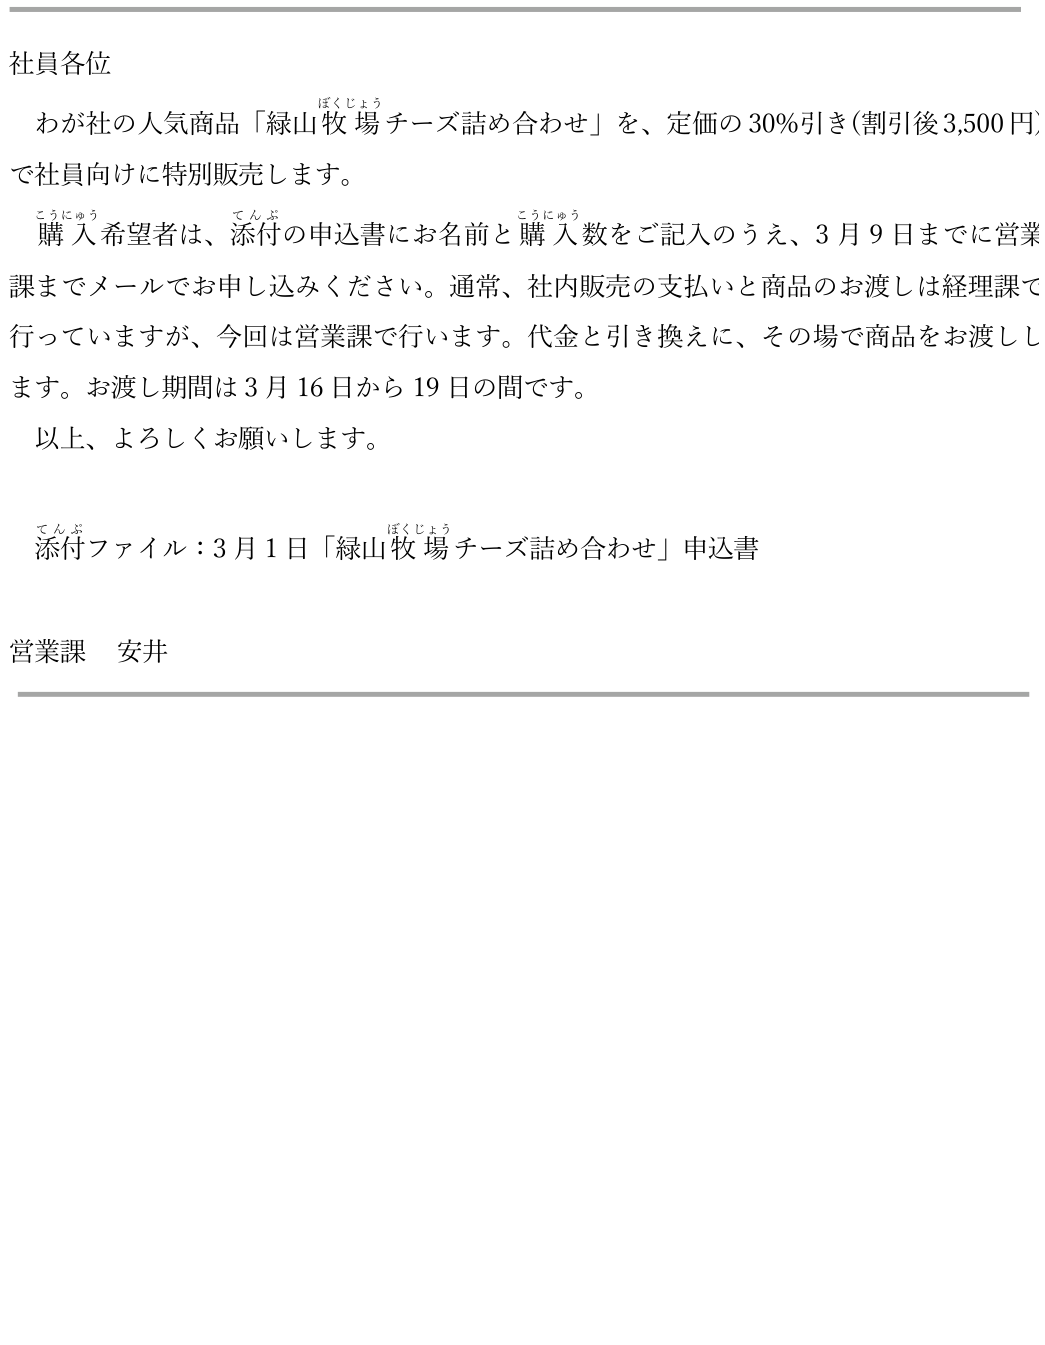 社員各位
わが社の人気商品「緑山牧場チーズ詰め合わせ」を、定価の30%引き(割引後3,500円)
で社員向けに特別販売します。
購入希望者は、添付の申込書にお名前と購入数をご記入のうえ、3月9日までに営業
課までメールでお申し込みください。通常、社内販売の支払いと商品のお渡しは経理課で
行っていますが、今回は営業課で行います。代金と引き換えに、その場で商品をお渡しし
ます。お渡し期間は3月16日から19日の間です。
以上、よろしくお願いします。
添付ファイル：3月1日「緑山牧場チーズ詰め合わせ」申込書
営業課　安井